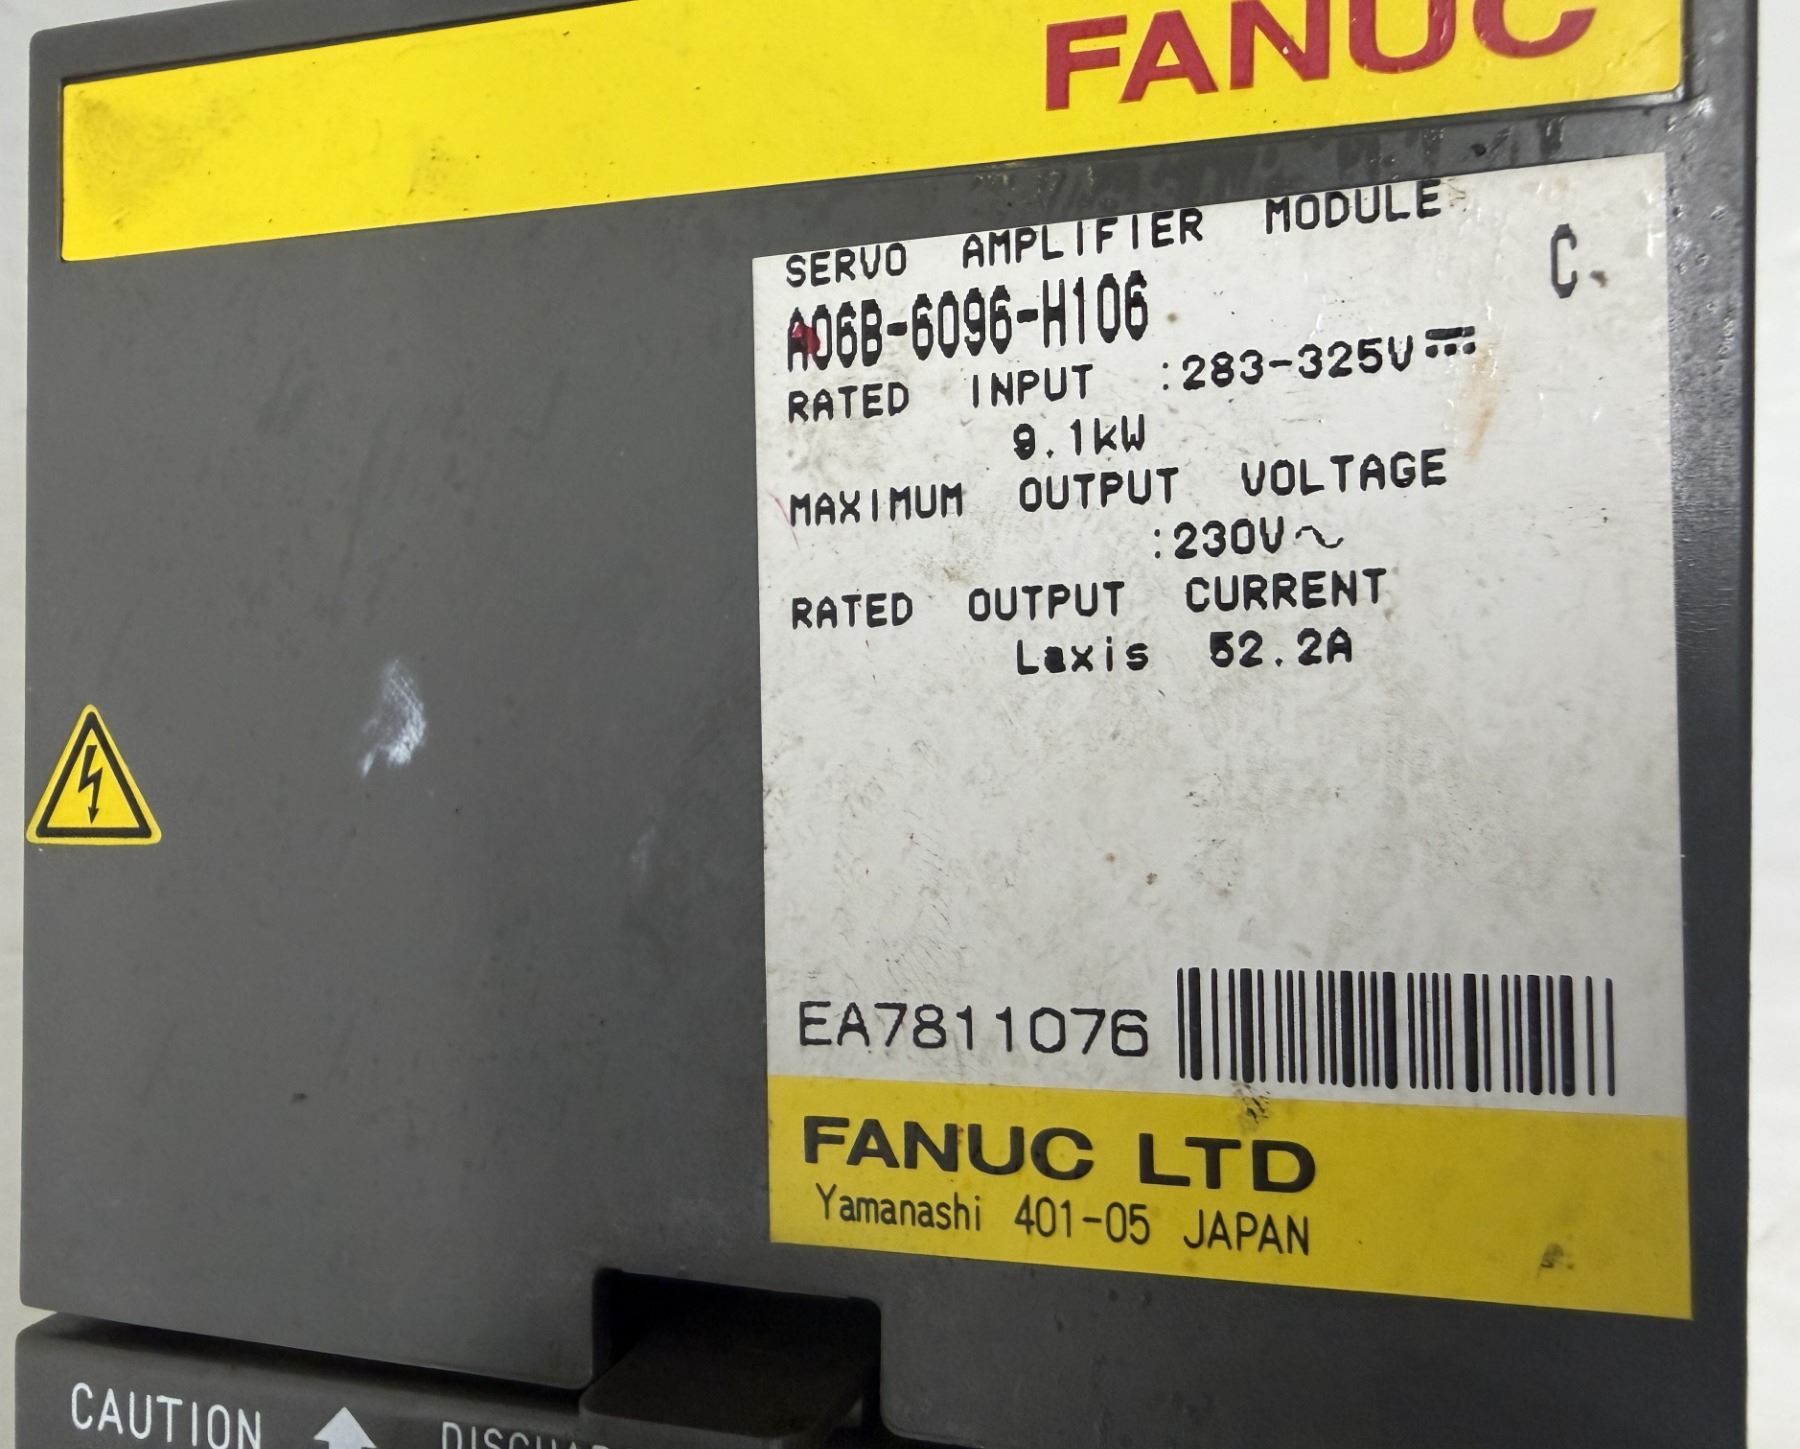 FANUC
SERVO AMPLIFIER MODULE
C
A06B-6096-H106
RATED INPUT :283-325V⎓
9.1kW
MAXIMUM OUTPUT VOLTAGE
:230V~
RATED OUTPUT CURRENT
Laxis 52.2A
EA7811076
FANUC LTD
Yamanashi 401-05 JAPAN
CAUTION